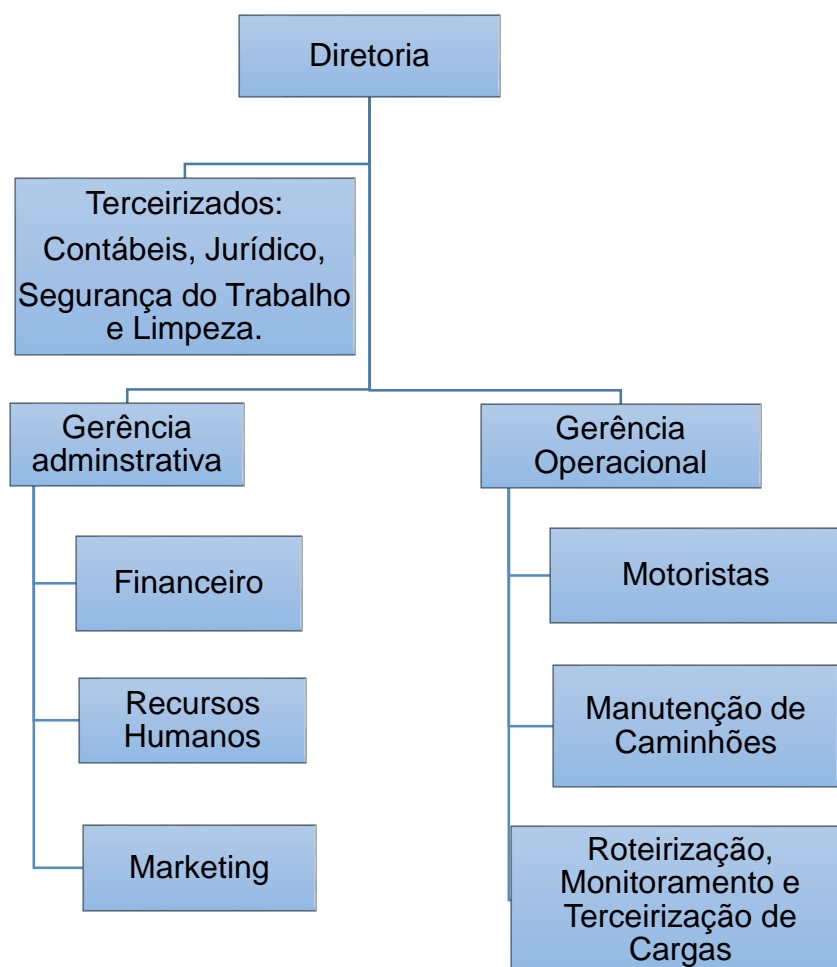 Diretoria
Terceirizados:
Contábeis, Jurídico,
Segurança do Trabalho
e Limpeza.
Gerência
adminstrativa
Financeiro
Recursos
Humanos
Marketing
Gerência
Operacional
Motoristas
Manutenção de
Caminhões
Roteirização,
Monitoramento e
Terceirização de
Cargas